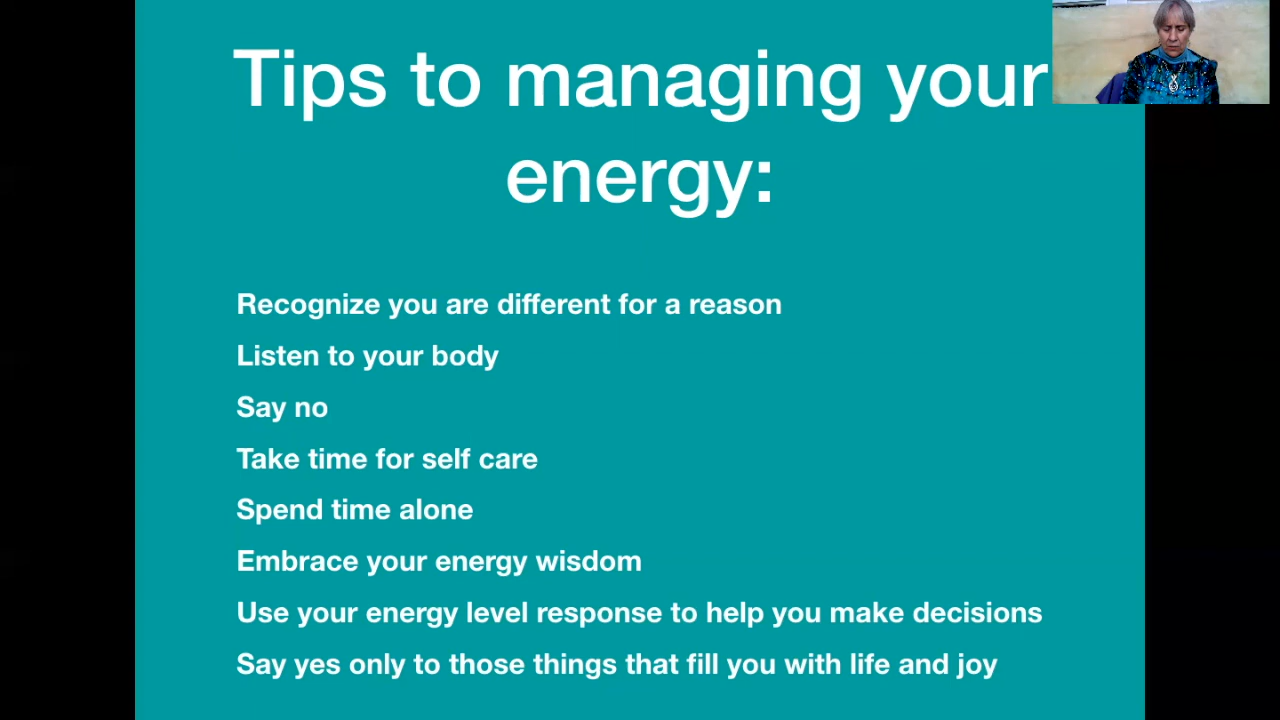 Tips to managing your
energy:
Recognize you are different for a reason
Listen to your body
Say no
Take time for self care
Spend time alone
Embrace your energy wisdom
Use your energy level response to help you make decisions
Say yes only to those things that fill you with life and joy